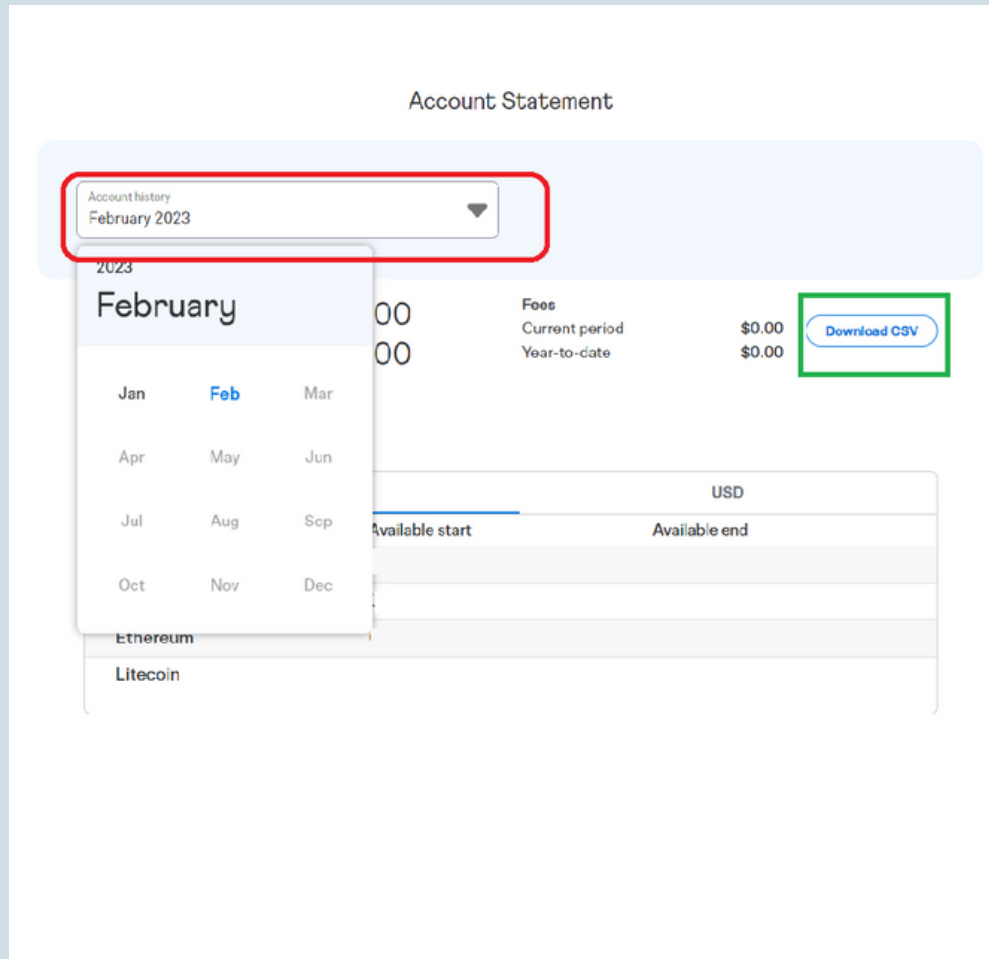 Account Statement
Account history
February 2023
2023
February
Jan Feb Mar
Apr May Jun
Jul Aug Sep
Oct Nov Dec
00
00
Fees
Current period $0.00
Year-to-date $0.00
Download CSV
USD
Available start Available end
Ethereum
Litecoin